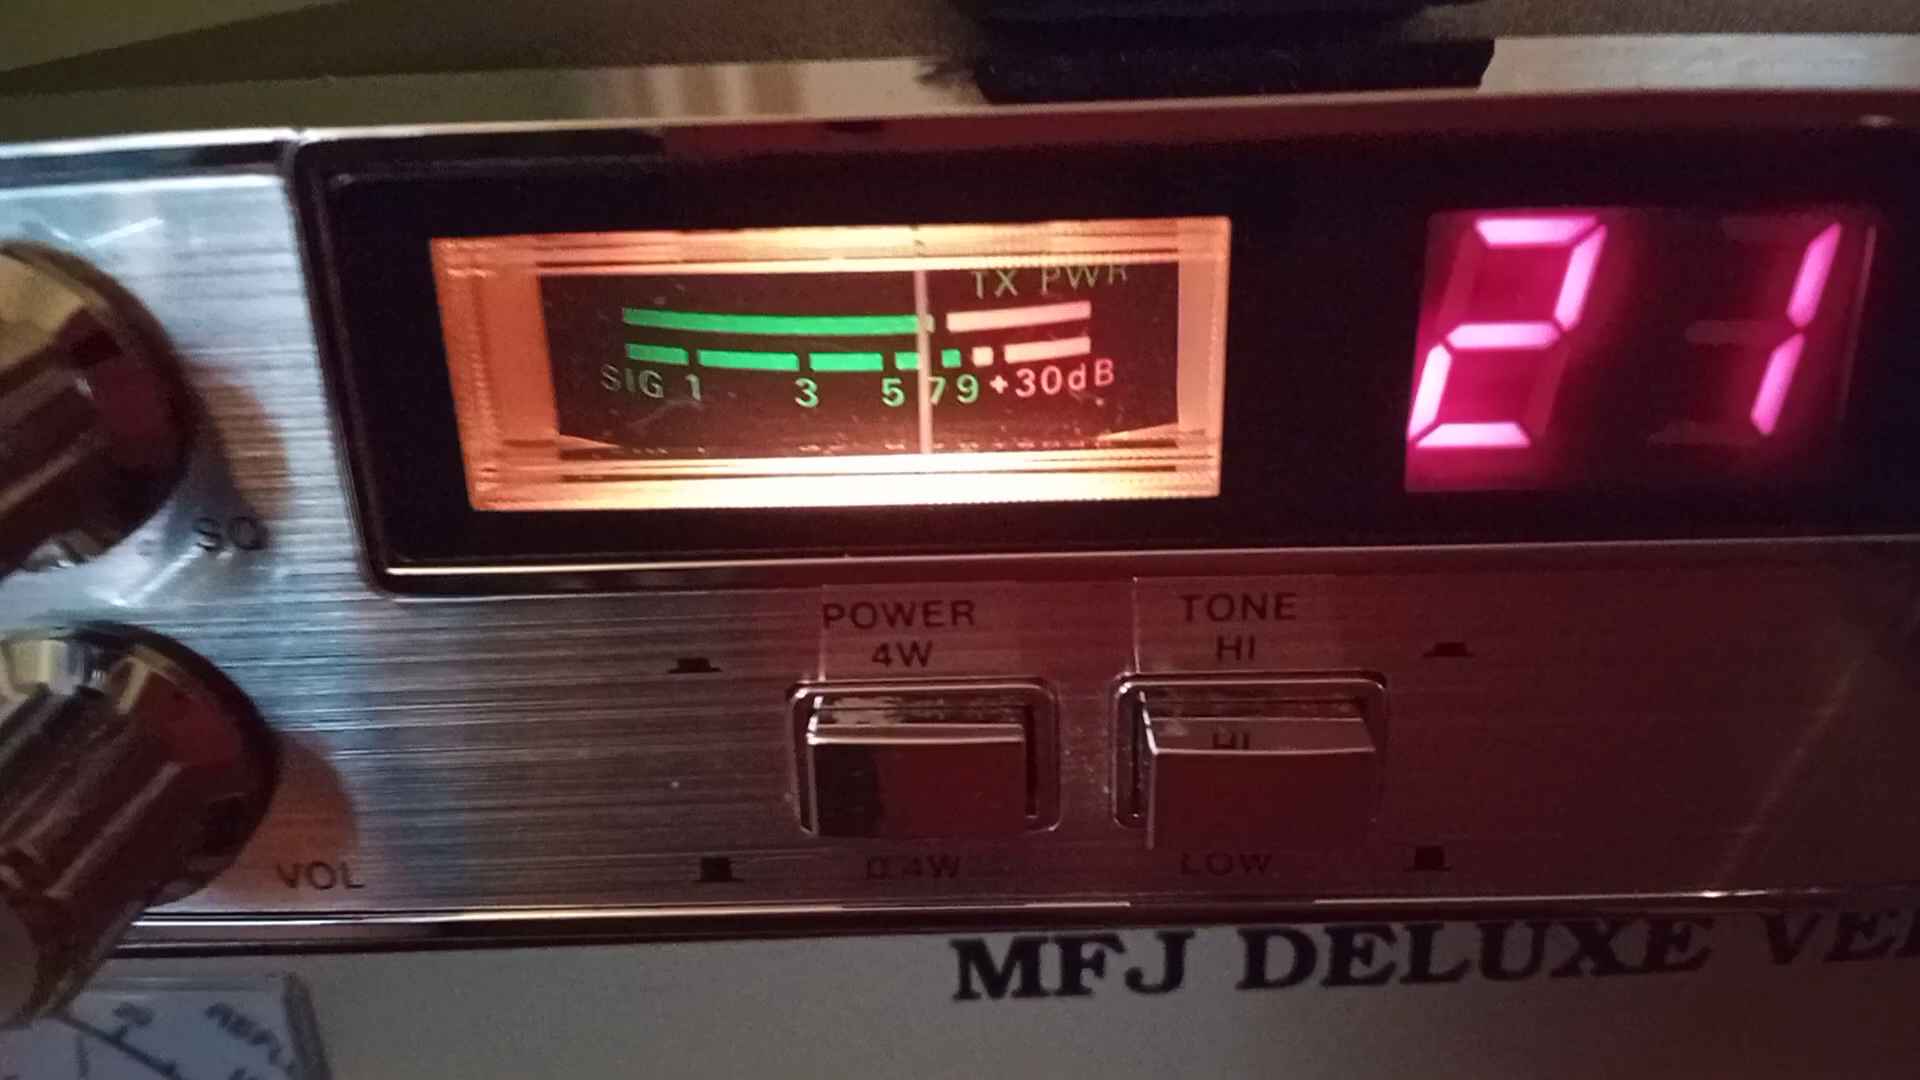 TX PWR
SIG 1 3 5 7 9 +30dB
21
SQ
POWER
4W
TONE
HI
HI
VOL
0.4W
LOW
MFJ DELUXE
20